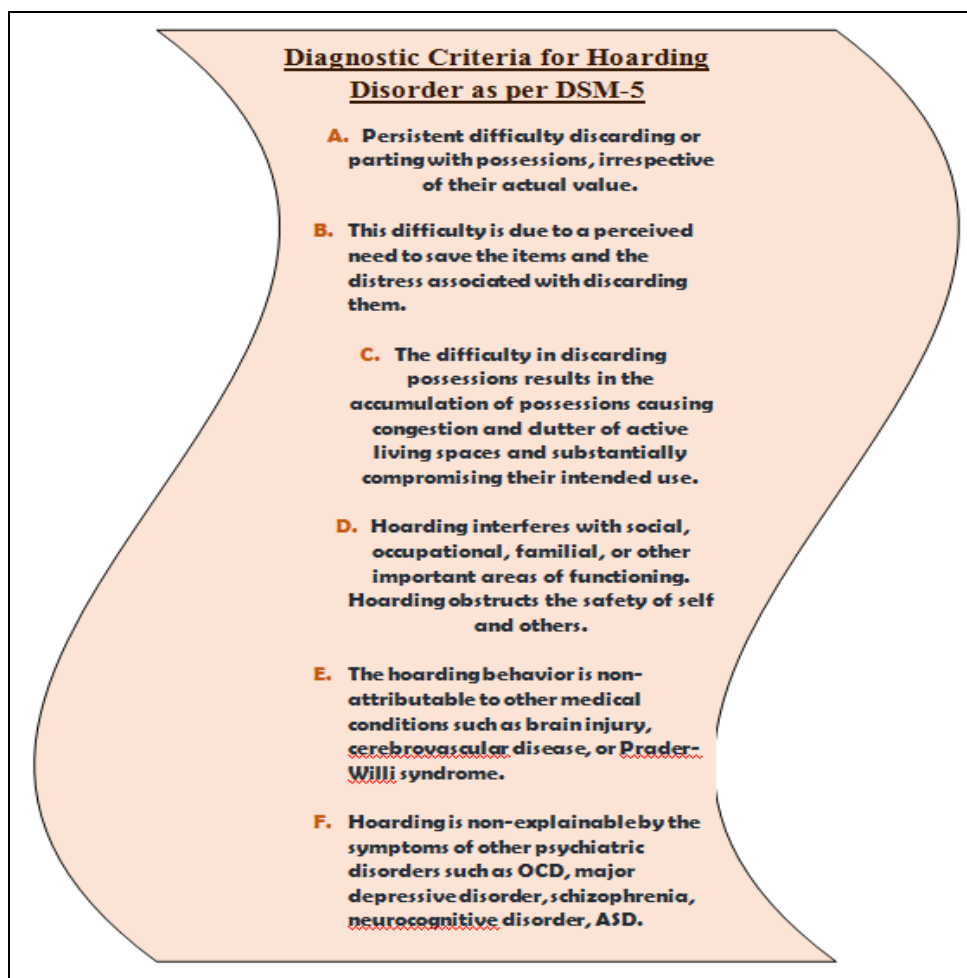 Diagnostic Criteria for Hoarding
Disorder as per DSM-5
A. Persistent difficulty discarding or
parting with possessions, irrespective
of their actual value.
B. This difficulty is due to a perceived
need to save the items and the
distress associated with discarding
them.
C. The difficulty in discarding
possessions results in the
accumulation of possessions causing
congestion and clutter of active
living spaces and substantially
compromising their intended use.
D. Hoarding interferes with social,
occupational, familial, or other
important areas of functioning.
Hoarding obstructs the safety of self
and others.
E. The hoarding behavior is non-
attributable to other medical
conditions such as brain injury,
cerebrovascular disease, or Prader-
Willi syndrome.
F. Hoarding is non-explainable by the
symptoms of other psychiatric
disorders such as OCD, major
depressive disorder, schizophrenia,
neurocognitive disorder, ASD.